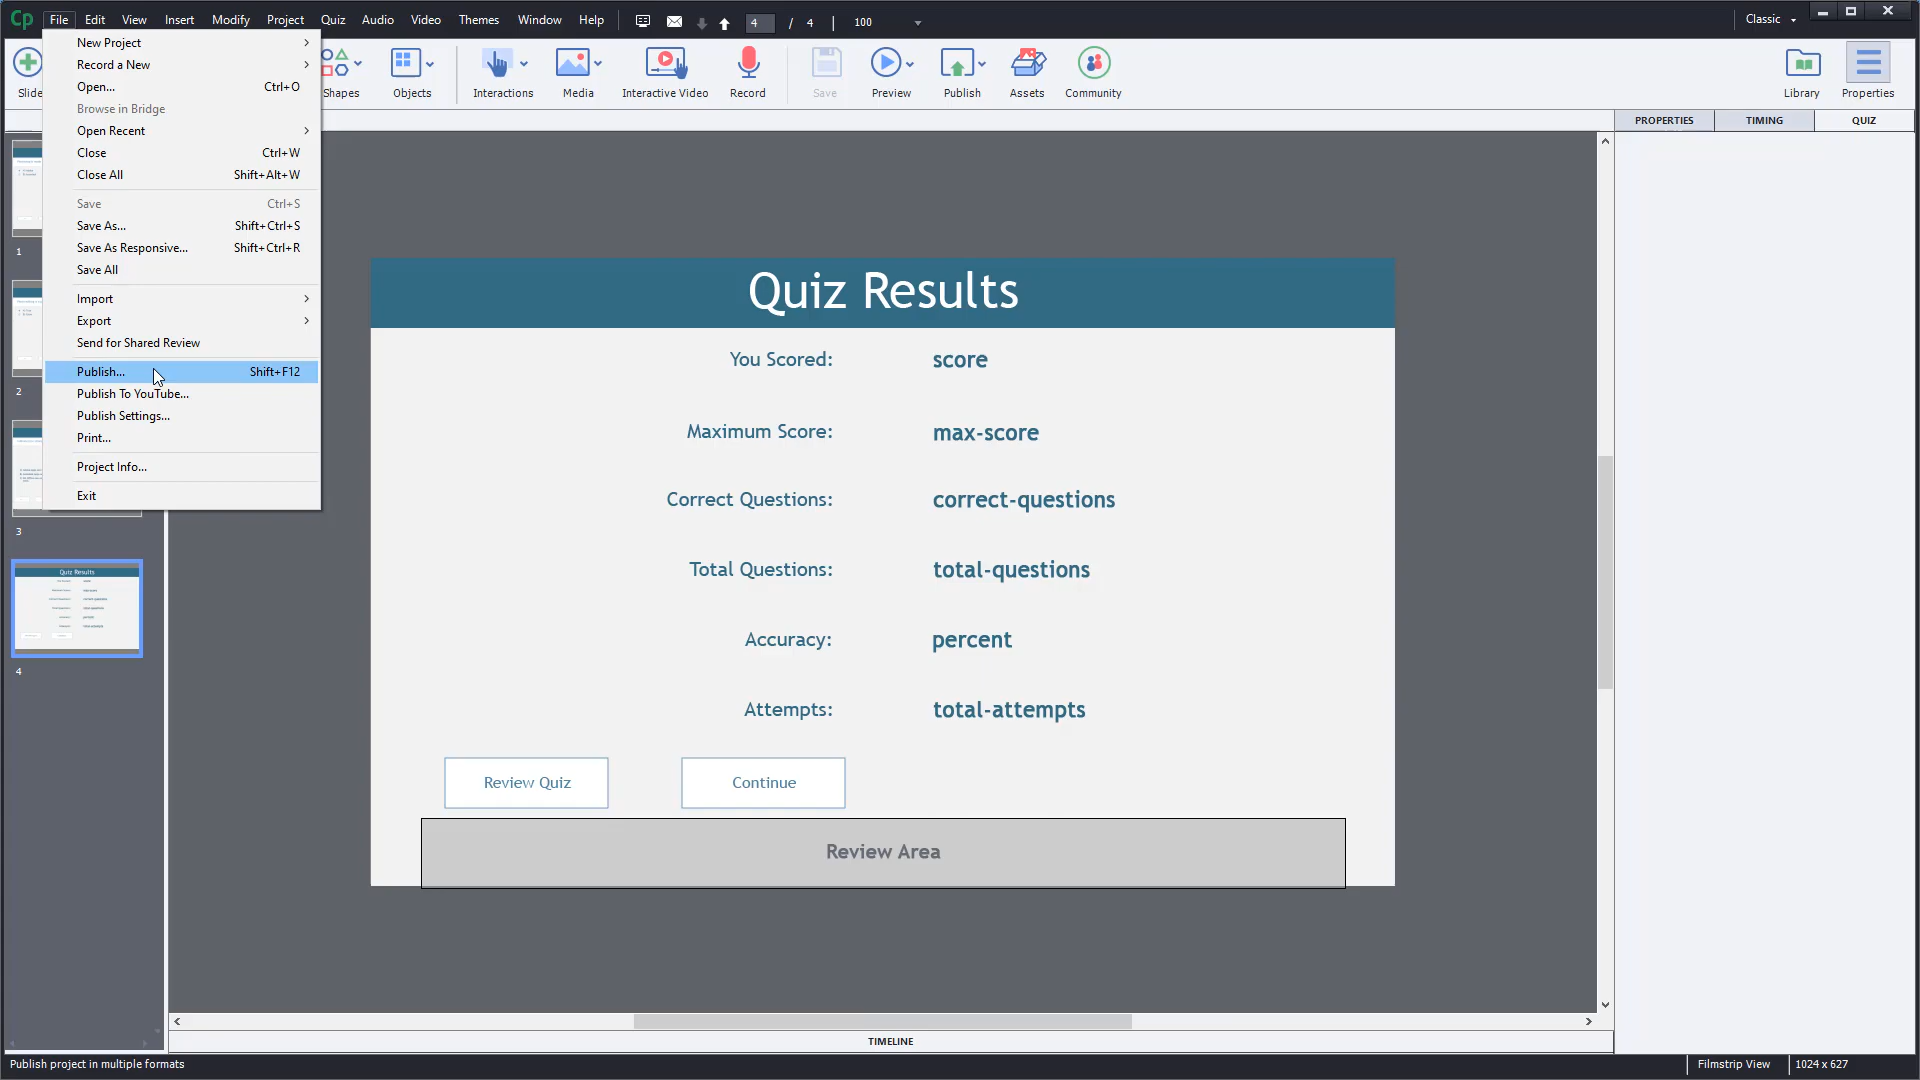 Cp File Edit View Insert Modify Project Quiz Audio Video Themes Window Help 4 / 4 100 Classic
Slide Shapes Objects Interactions Media Interactive Video Record Save Preview Publish Assets Community Library Properties
New Project
Record a New
Open... Ctrl+O
Browse in Bridge
Open Recent
Close Ctrl+W
Close All Shift+Alt+W
Save Ctrl+S
Save As... Shift+Ctrl+S
Save As Responsive... Shift+Ctrl+R
Save All
Import
Export
Send for Shared Review
Publish... Shift+F12
Publish To YouTube...
Publish Settings...
Print...
Project Info...
Exit
PROPERTIES TIMING QUIZ
1
2
3
Quiz Results
4
Quiz Results
You Scored: score
Maximum Score: max-score
Correct Questions: correct-questions
Total Questions: total-questions
Accuracy: percent
Attempts: total-attempts
Review Quiz Continue
Review Area
TIMELINE
Publish project in multiple formats Filmstrip View 1024 x 627